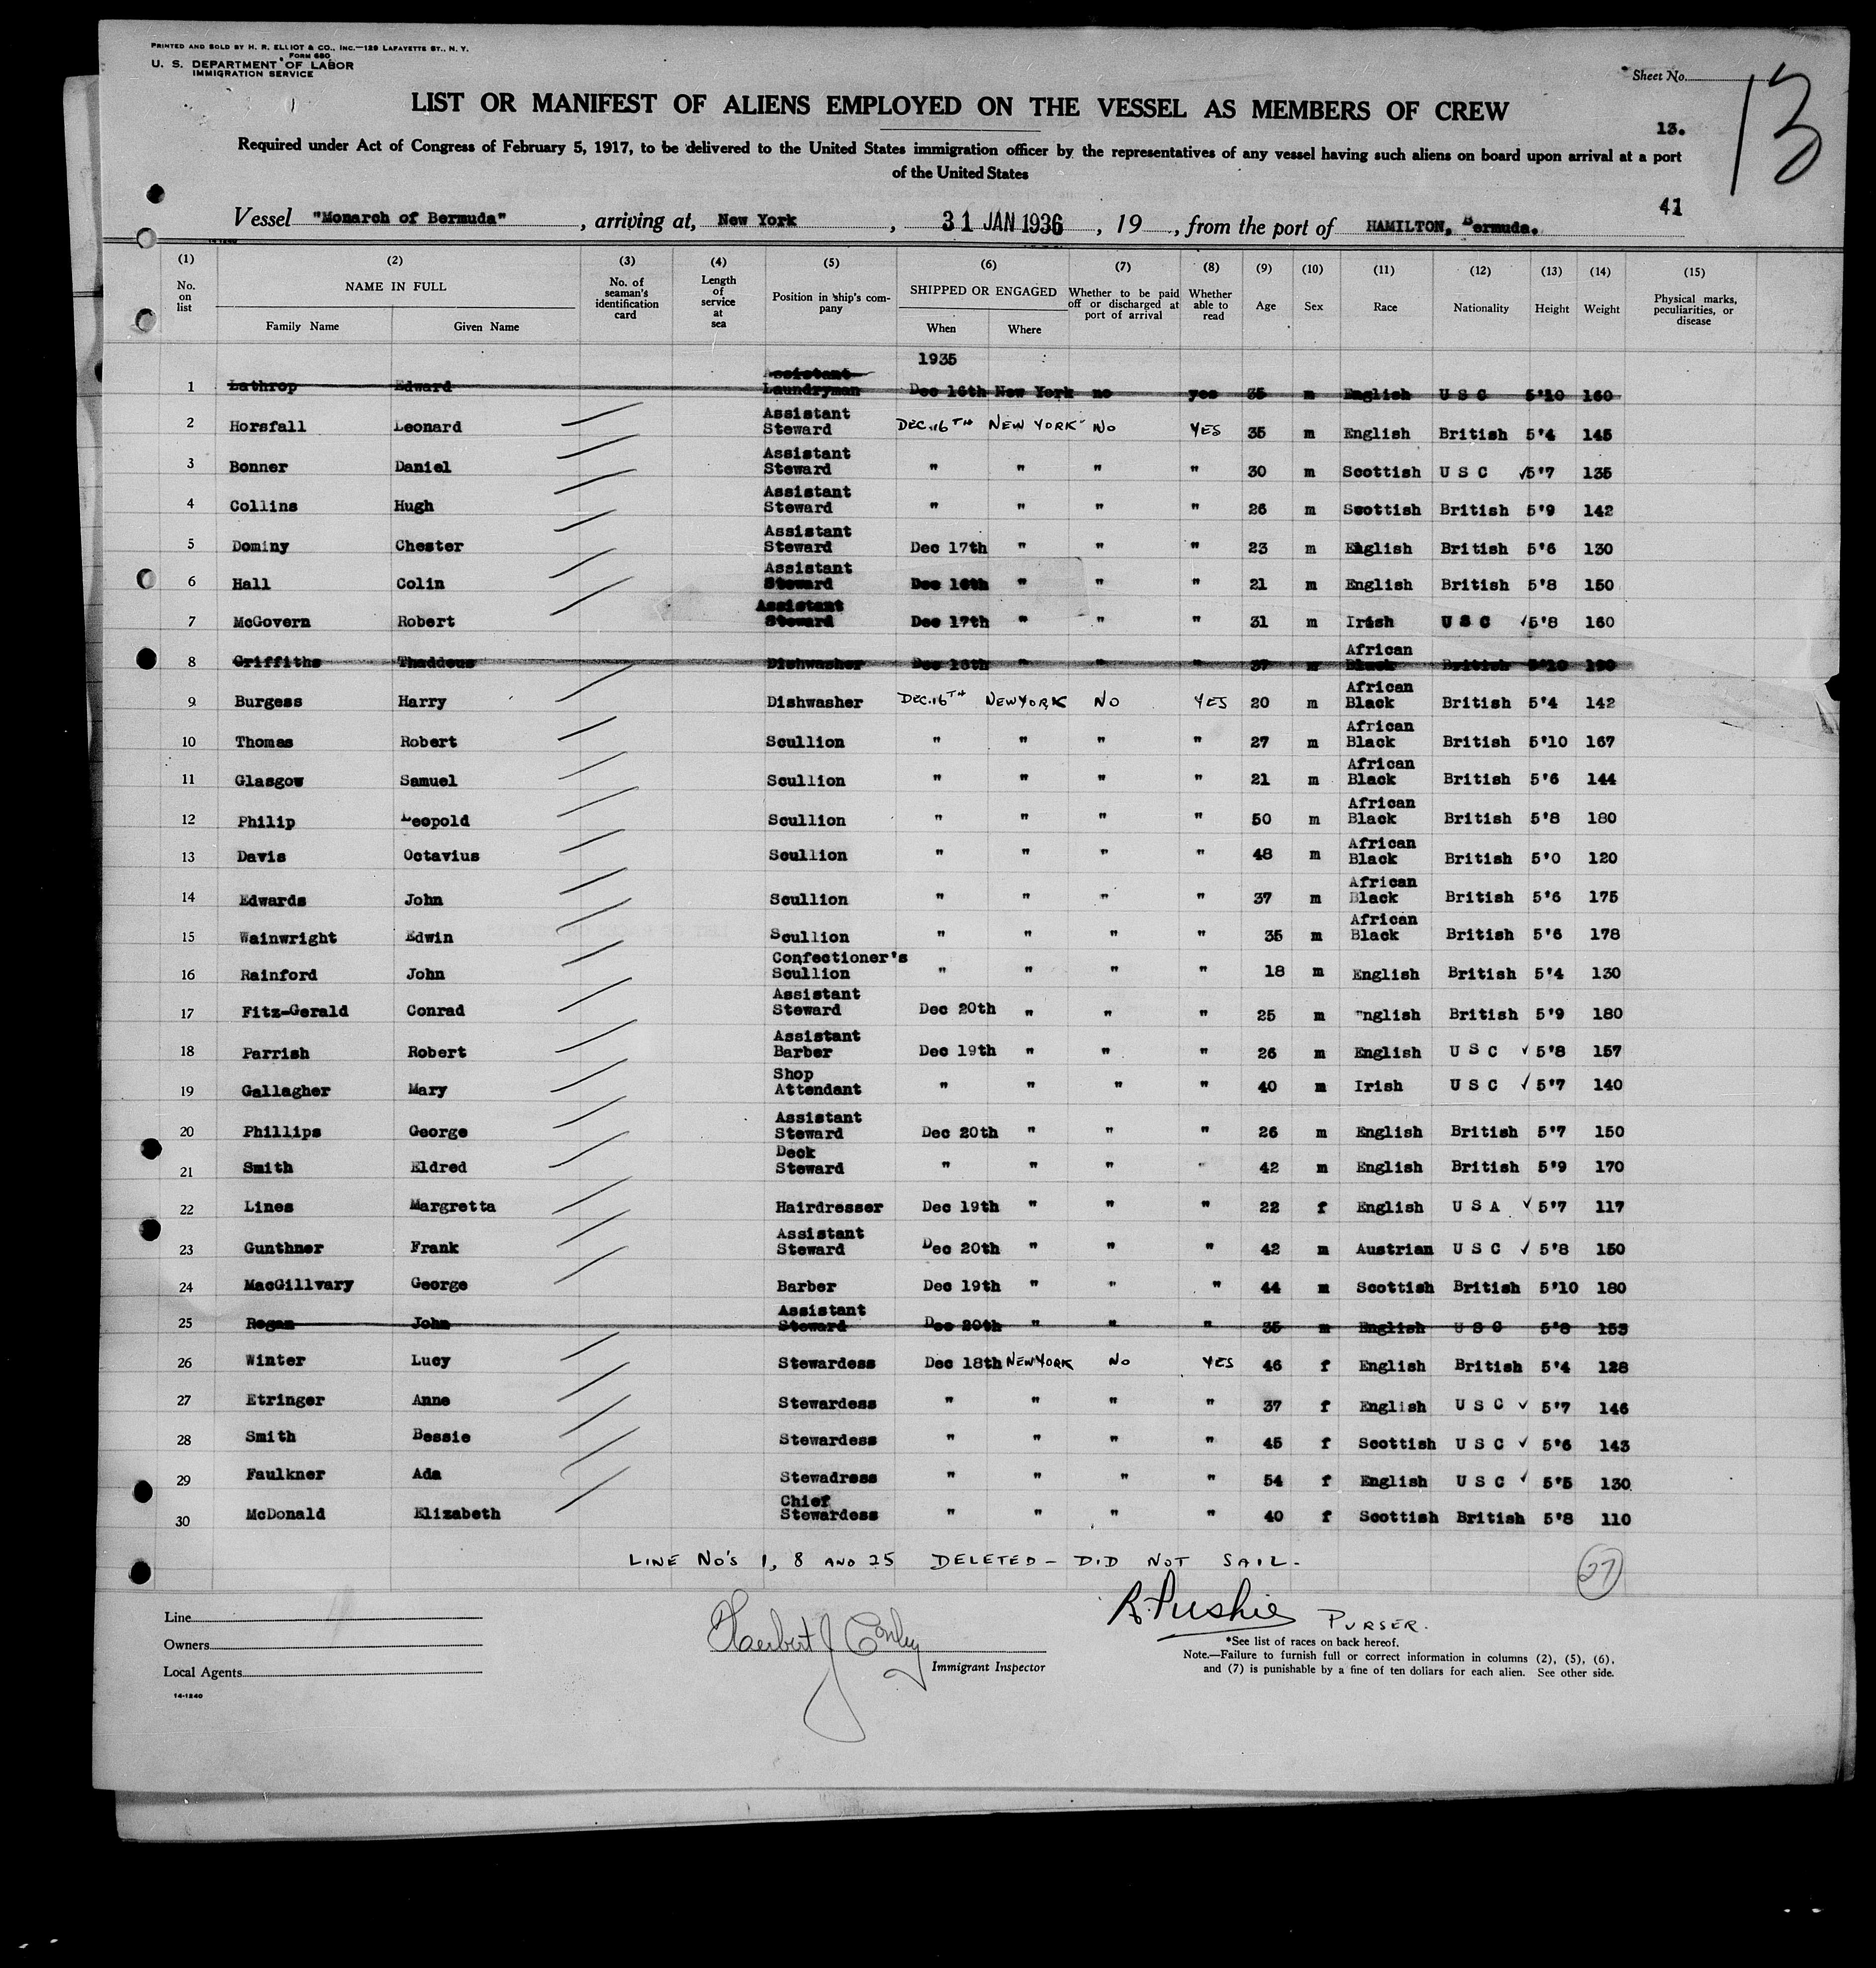 PRINTED AND SOLD BY H. R. ELLIOT & CO., INC.—129 LAFAYETTE ST., N. Y.
FORM 680
U. S. DEPARTMENT OF LABOR
IMMIGRATION SERVICE
Sheet No.
13
LIST OR MANIFEST OF ALIENS EMPLOYED ON THE VESSEL AS MEMBERS OF CREW
13.
Required under Act of Congress of February 5, 1917, to be delivered to the United States immigration officer by the representatives of any vessel having such aliens on board upon arrival at a port
of the United States
41
Vessel "Monarch of Bermuda" , arriving at, New York , 31 JAN 1936 , 19 , from the port of HAMILTON, Bermuda.
14-1240
(1) (2) (3) (4) (5) (6) (7) (8) (9) (10) (11) (12) (13) (14) (15)
No. on list NAME IN FULL Family Name Given Name No. of seaman's identification card Length of service at sea Position in ship's company SHIPPED OR ENGAGED When Where Whether to be paid off or discharged at port of arrival Whether able to read Age Sex Race Nationality Height Weight Physical marks, peculiarities, or disease
1935
1 Lathrop Edward Assistant Laundryman Dec 16th New York no yes 35 m English U S C 5'10 160
2 Horsfall Leonard Assistant Steward DEC. 16TH NEW YORK NO YES 35 m English British 5'4 145
3 Bonner Daniel Assistant Steward " " " " 30 m Scottish U S C √5'7 135
4 Collins Hugh Assistant Steward " " " " 26 m Scottish British 5'9 142
5 Dominy Chester Assistant Steward Dec 17th " " " 23 m English British 5'6 130
6 Hall Colin Assistant Steward Dec 16th " " " 21 m English British 5'8 150
7 McGovern Robert Assistant Steward Dec 17th " " " 31 m Irish U S C √5'8 160
8 Griffiths Thaddeus Dishwasher Dec 16th " " " 37 m African Black British 5'10 190
9 Burgess Harry Dishwasher DEC. 16TH NEW YORK NO YES 20 m African Black British 5'4 142
10 Thomas Robert Scullion " " " " 27 m African Black British 5'10 167
11 Glasgow Samuel Scullion " " " " 21 m African Black British 5'6 144
12 Philip Leopold Scullion " " " " 50 m African Black British 5'8 180
13 Davis Octavius Scullion " " " " 48 m African Black British 5'0 120
14 Edwards John Scullion " " " " 37 m African Black British 5'6 175
15 Wainwright Edwin Scullion " " " " 35 m African Black British 5'6 178
16 Rainford John Confectioner's Scullion " " " " 18 m English British 5'4 130
17 Fitz-Gerald Conrad Assistant Steward Dec 20th " " " 25 m "nglish British 5'9 180
18 Parrish Robert Assistant Barber Dec 19th " " " 26 m English U S C √ 5'8 157
19 Gallagher Mary Shop Attendant " " " " 40 m Irish U S C √ 5'7 140
20 Phillips George Assistant Steward Dec 20th " " " 26 m English British 5'7 150
21 Smith Eldred Deck Steward " " " " 42 m English British 5'9 170
22 Lines Margretta Hairdresser Dec 19th " " " 22 f English U S A √ 5'7 117
23 Gunthner Frank Assistant Steward Dec 20th " " " 42 m Austrian U S C √ 5'8 150
24 MacGillvary George Barber Dec 19th " " " 44 m Scottish British 5'10 180
25 Regan John Assistant Steward Dec 20th " " " 35 m English U S C 5'8 153
26 Winter Lucy Stewardess Dec 18th NEW YORK NO YES 46 f English British 5'4 128
27 Etringer Anne Stewardess " " " " 37 f English U S C √ 5'7 146
28 Smith Bessie Stewardess " " " " 45 f Scottish U S C √ 5'6 143
29 Faulkner Ada Stewadress " " " " 54 f English U S C √ 5'5 130
30 McDonald Elizabeth Chief Stewardess " " " " 40 f Scottish British 5'8 110
LINE NO'S 1, 8 AND 25 DELETED - DID NOT SAIL.
27
Line
Owners
Local Agents
14-1240
Herbert J Conley
Immigrant Inspector
R. Pushie PURSER.
*See list of races on back hereof.
Note.—Failure to furnish full or correct information in columns (2), (5), (6),
and (7) is punishable by a fine of ten dollars for each alien. See other side.